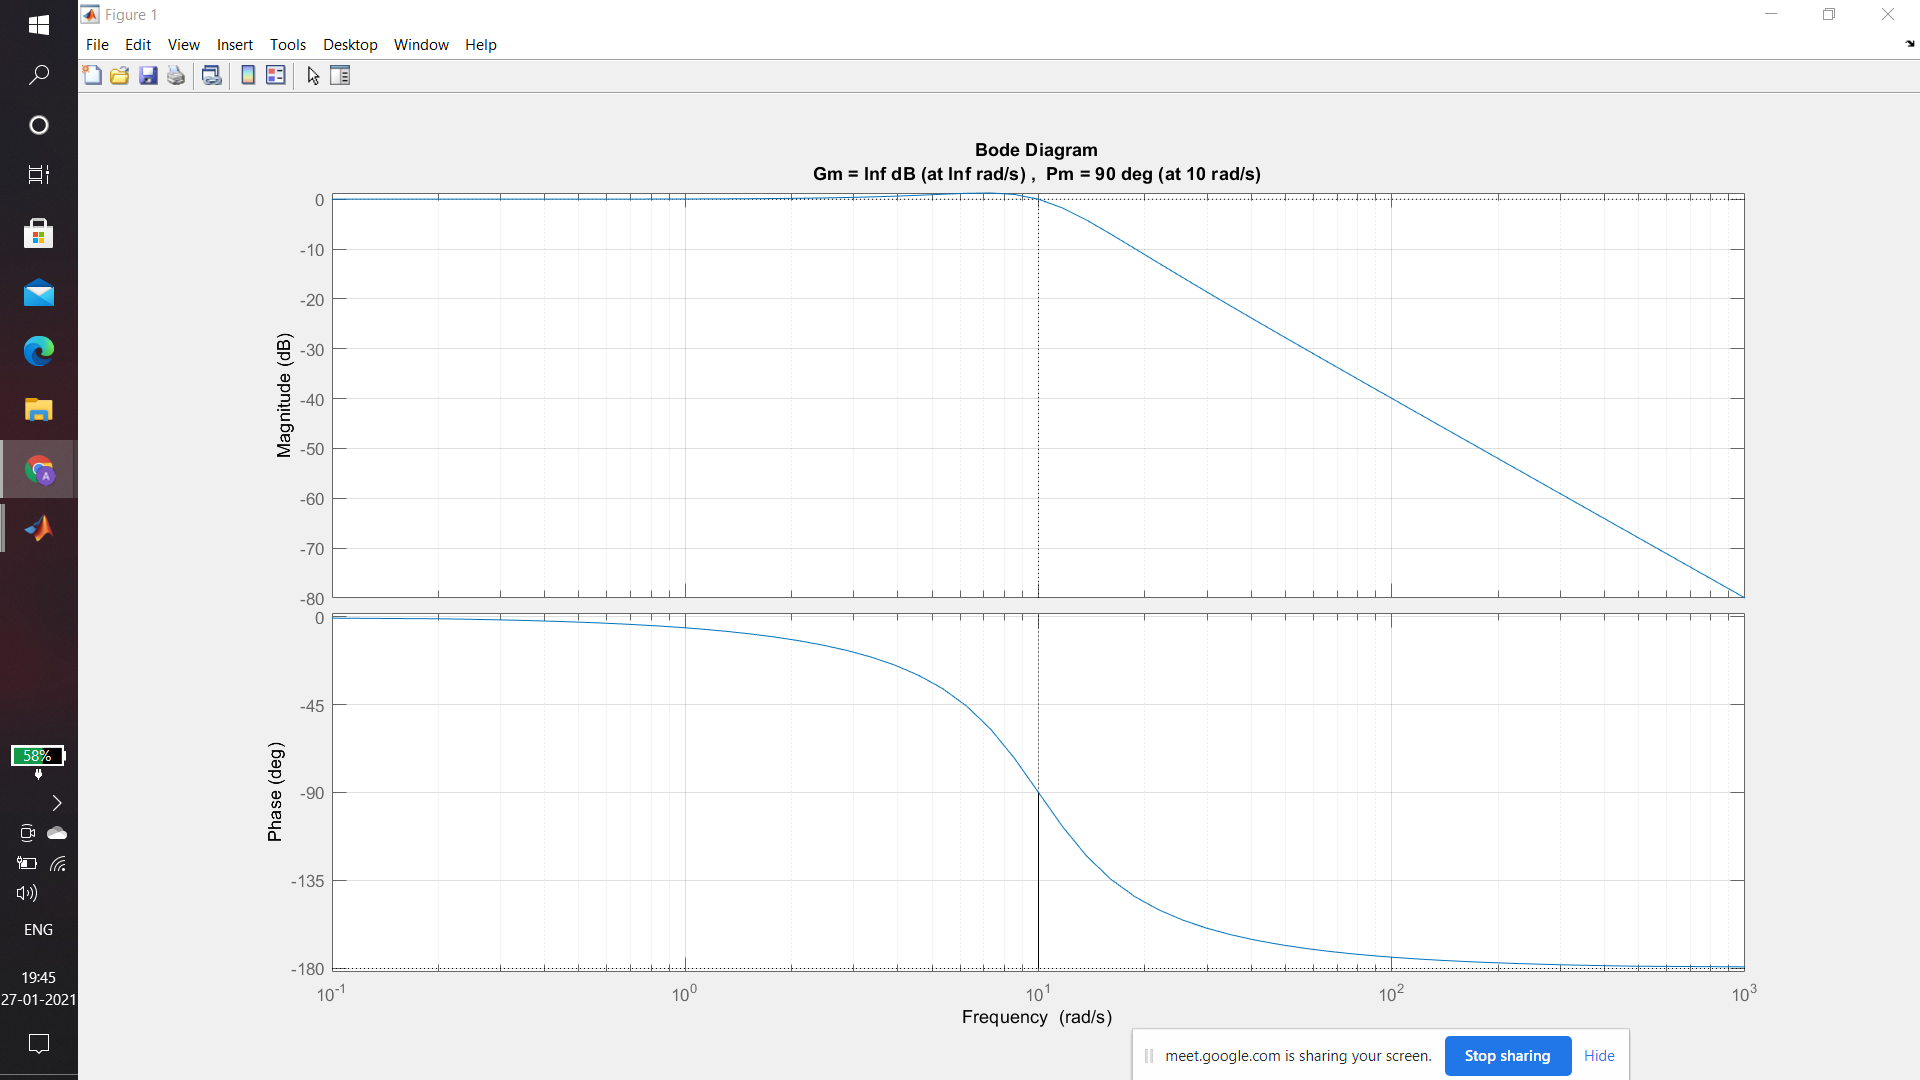 Figure 1
File Edit View Insert Tools Desktop Window Help
Bode Diagram
Gm = Inf dB (at Inf rad/s) , Pm = 90 deg (at 10 rad/s)
Magnitude (dB)
0
-10
-20
-30
-40
-50
-60
-70
-80
Phase (deg)
0
-45
-90
-135
-180
10^-1 10^0 10^1 10^2 10^3
Frequency (rad/s)
A
58%
ENG
19:45
27-01-2021
meet.google.com is sharing your screen. Stop sharing Hide